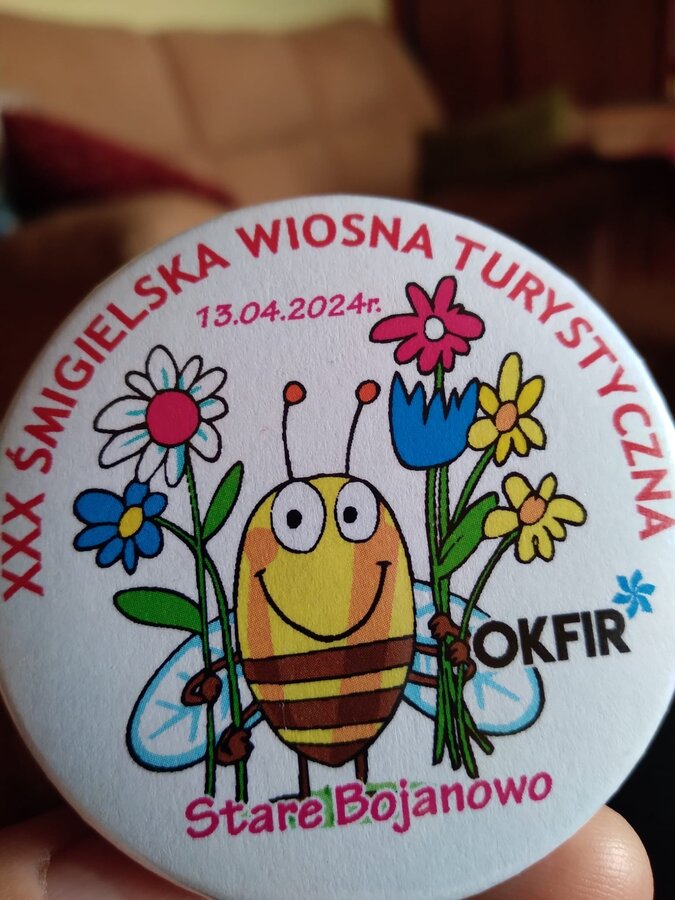 XXX ŚMIGIELSKA WIOSNA TURYSTYCZNA
13.04.2024r.
OKFIR
Stare Bojanowo